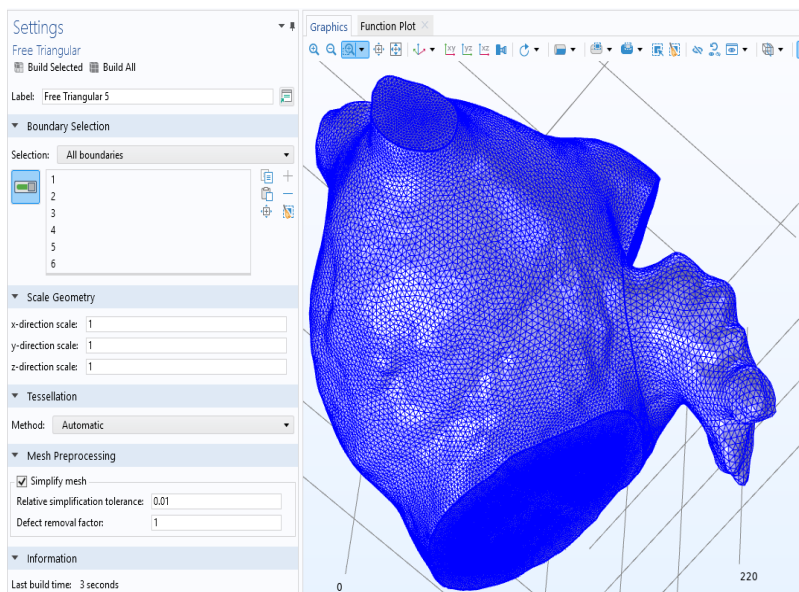 Settings
Free Triangular
Build Selected Build All
Label: Free Triangular 5
Boundary Selection
Selection: All boundaries
1
2
3
4
5
6
Scale Geometry
x-direction scale: 1
y-direction scale: 1
z-direction scale: 1
Tessellation
Method: Automatic
Mesh Preprocessing
Simplify mesh
Relative simplification tolerance: 0.01
Defect removal factor: 1
Information
Last build time: 3 seconds
Graphics Function Plot
xy yz xz
0
220